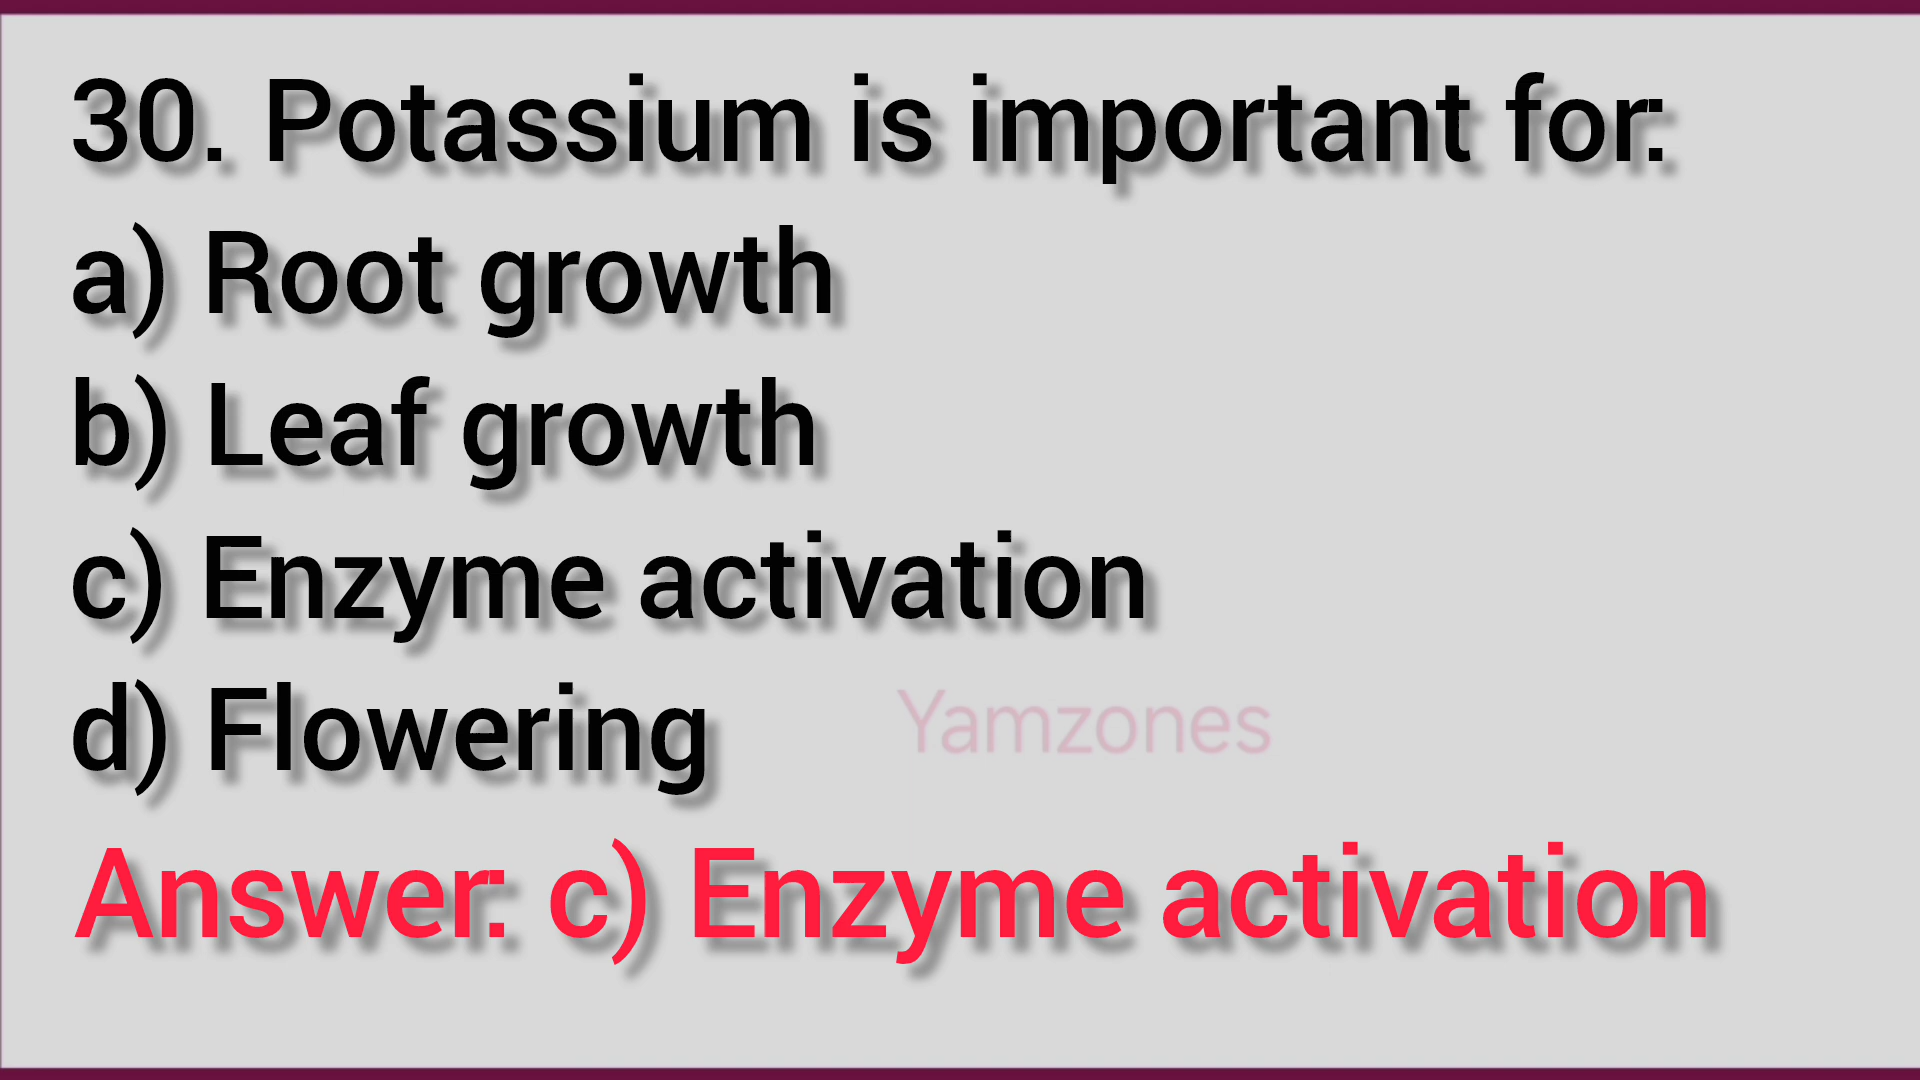 30. Potassium is important for:
a) Root growth
b) Leaf growth
c) Enzyme activation
d) Flowering
Yamzones
Answer: c) Enzyme activation